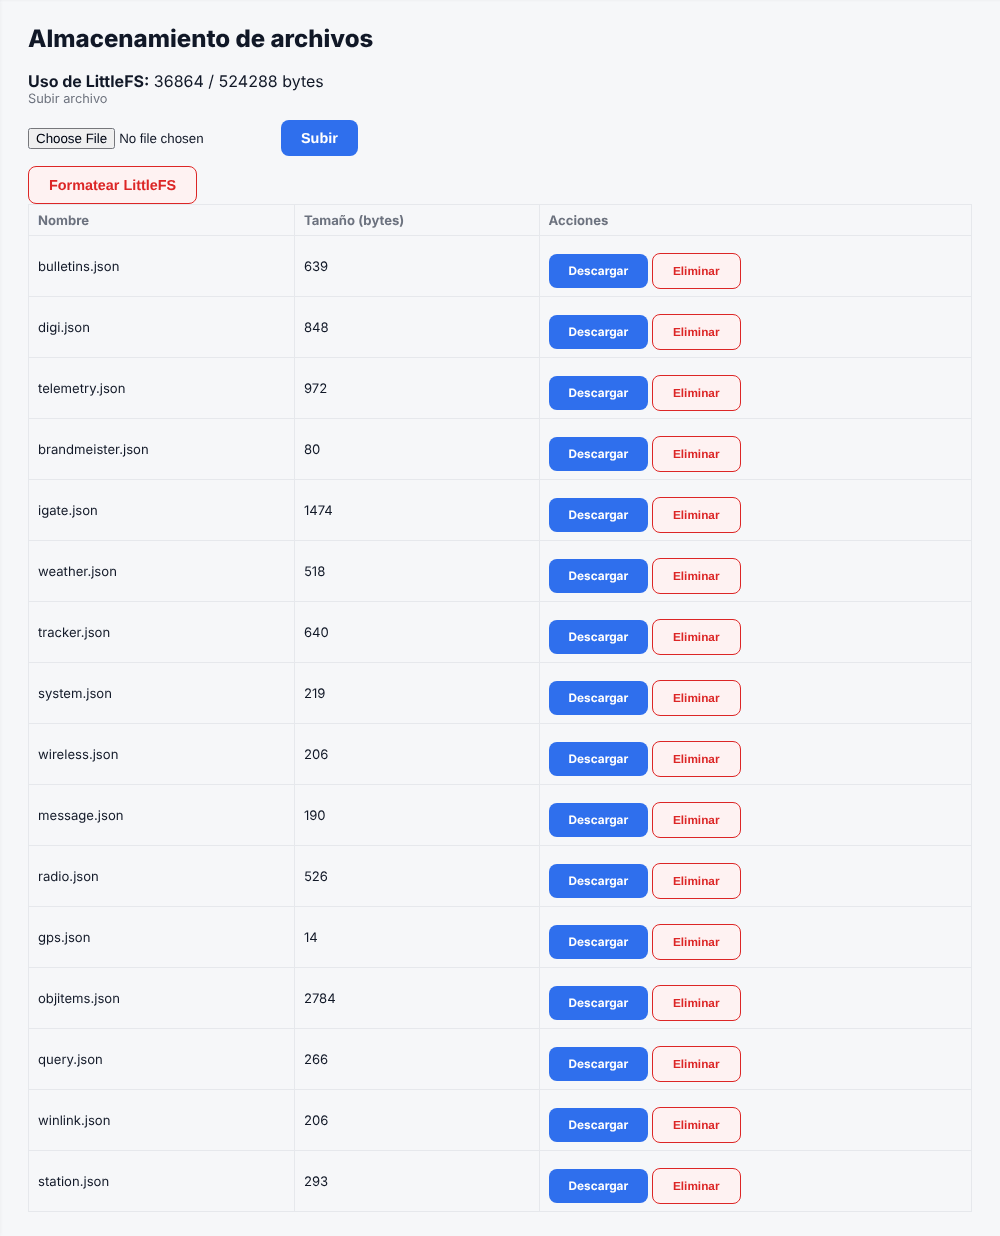 Almacenamiento de archivos
Uso de LittleFS: 36864 / 524288 bytes
Subir archivo
Choose File No file chosen Subir
Formatear LittleFS
Nombre Tamaño (bytes) Acciones
bulletins.json 639 Descargar Eliminar
digi.json 848 Descargar Eliminar
telemetry.json 972 Descargar Eliminar
brandmeister.json 80 Descargar Eliminar
igate.json 1474 Descargar Eliminar
weather.json 518 Descargar Eliminar
tracker.json 640 Descargar Eliminar
system.json 219 Descargar Eliminar
wireless.json 206 Descargar Eliminar
message.json 190 Descargar Eliminar
radio.json 526 Descargar Eliminar
gps.json 14 Descargar Eliminar
objitems.json 2784 Descargar Eliminar
query.json 266 Descargar Eliminar
winlink.json 206 Descargar Eliminar
station.json 293 Descargar Eliminar